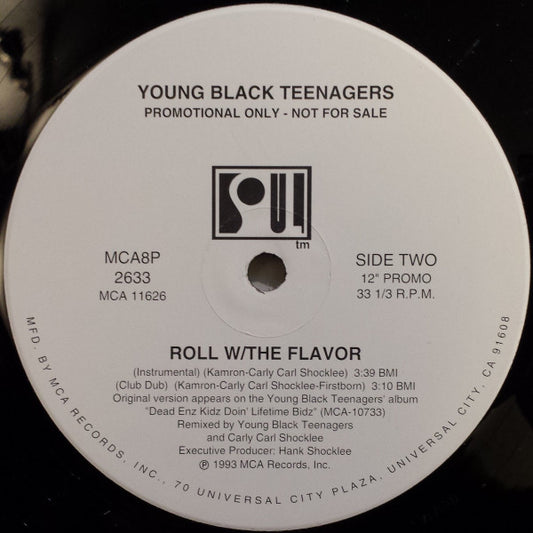 YOUNG BLACK TEENAGERS
PROMOTIONAL ONLY - NOT FOR SALE
SOUL
tm
MCA8P
2633
MCA 11626
SIDE TWO
12" PROMO
33 1/3 R.P.M.
ROLL W/THE FLAVOR
(Instrumental) (Kamron-Carly Carl Shocklee) 3:39 BMI
(Club Dub) (Kamron-Carly Carl Shocklee-Firstborn) 3:10 BMI
Original version appears on the Young Black Teenagers' album
"Dead Enz Kidz Doin' Lifetime Bidz" (MCA-10733)
Remixed by Young Black Teenagers
and Carly Carl Shocklee
Executive Producer: Hank Shocklee
℗ 1993 MCA Records, Inc.
MFD. BY MCA RECORDS, INC., 70 UNIVERSAL CITY PLAZA, UNIVERSAL CITY, CA 91608